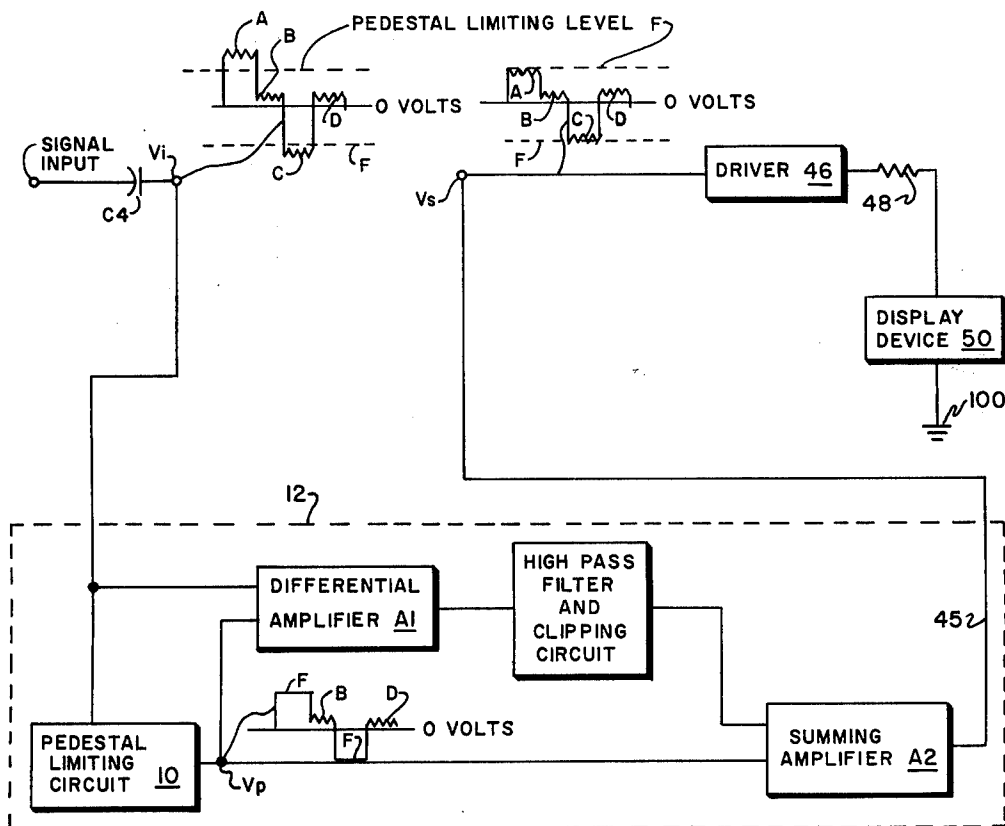 A
B
PEDESTAL LIMITING LEVEL F
D
0 VOLTS
C
F
A
B
C
D
0 VOLTS
F
SIGNAL
INPUT
Vi
C4
Vs
DRIVER 46
48
DISPLAY
DEVICE 50
100
12
DIFFERENTIAL
AMPLIFIER A1
HIGH PASS
FILTER
AND
CLIPPING
CIRCUIT
45
F
B
D
0 VOLTS
F
PEDESTAL
LIMITING
CIRCUIT 10
Vp
SUMMING
AMPLIFIER A2